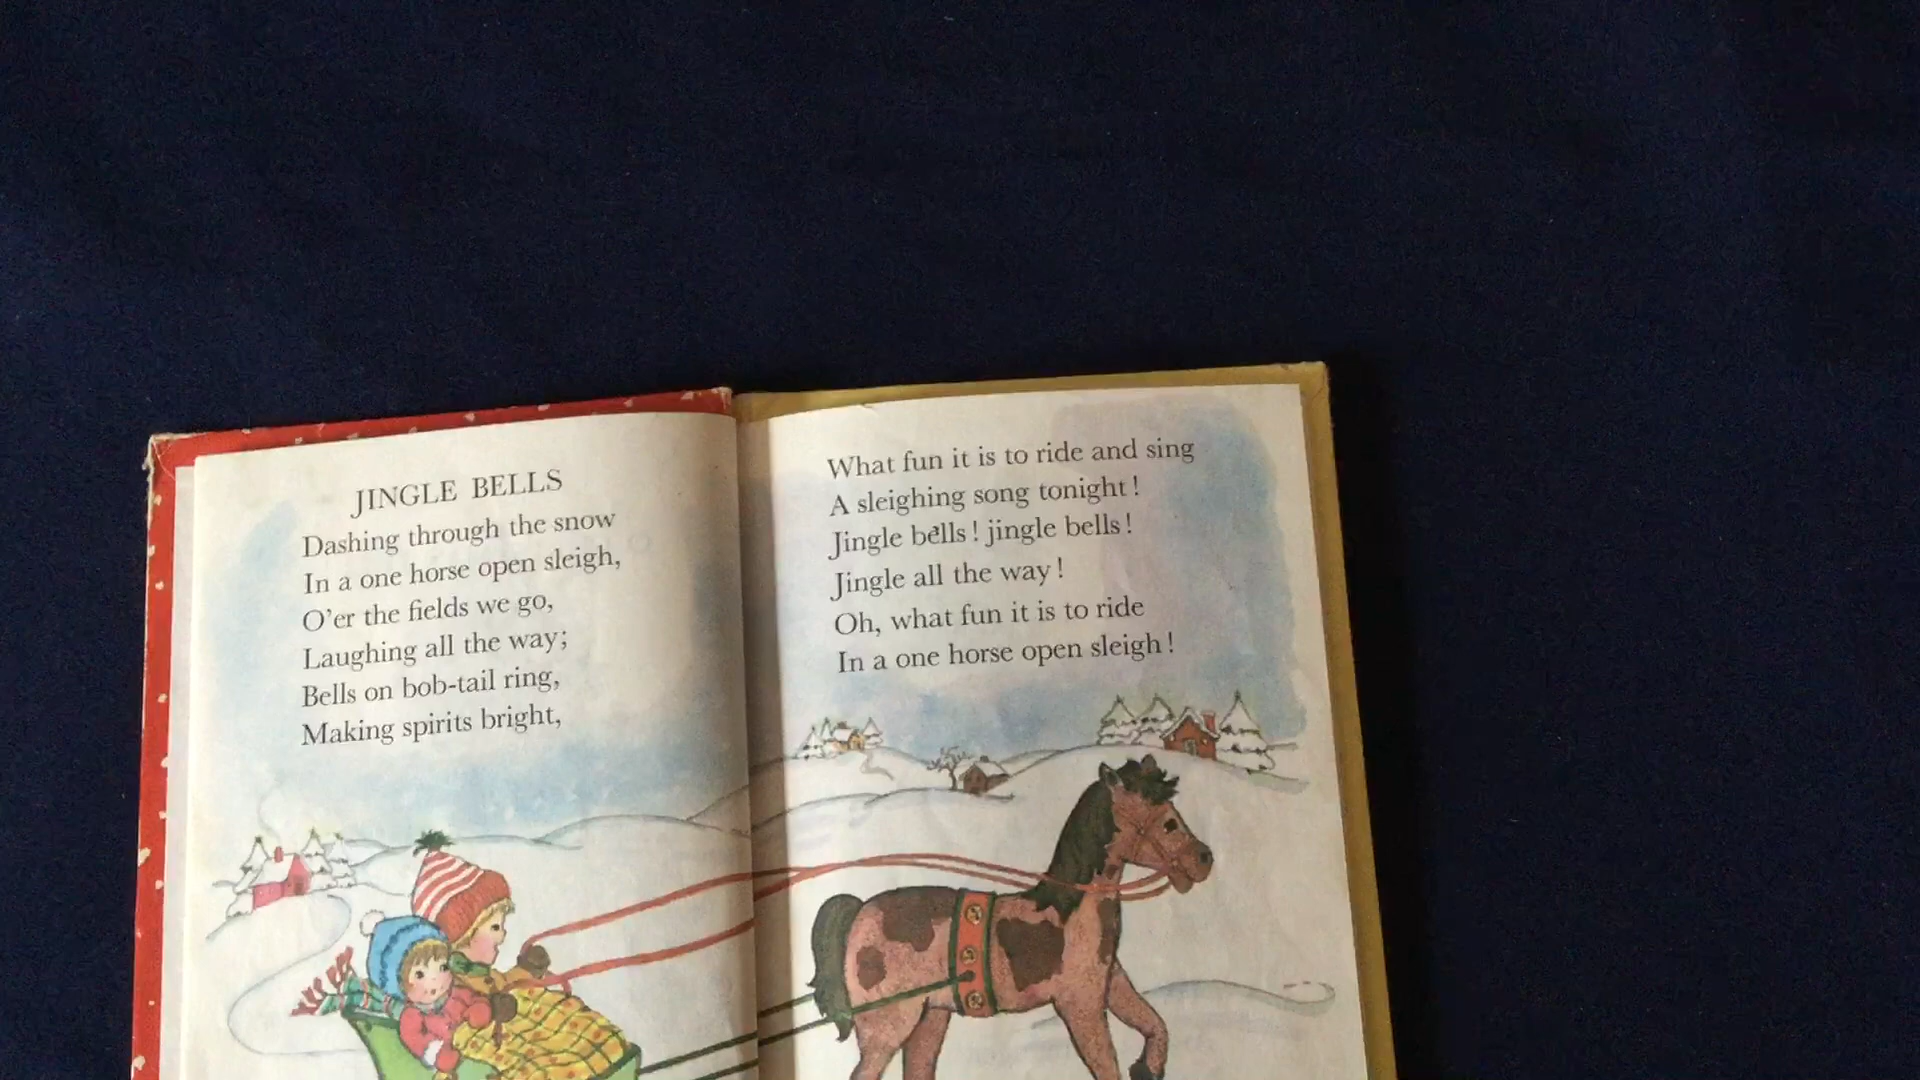 JINGLE BELLS
Dashing through the snow
In a one horse open sleigh,
O'er the fields we go,
Laughing all the way;
Bells on bob-tail ring,
Making spirits bright,
What fun it is to ride and sing
A sleighing song tonight!
Jingle bells! jingle bells!
Jingle all the way!
Oh, what fun it is to ride
In a one horse open sleigh!